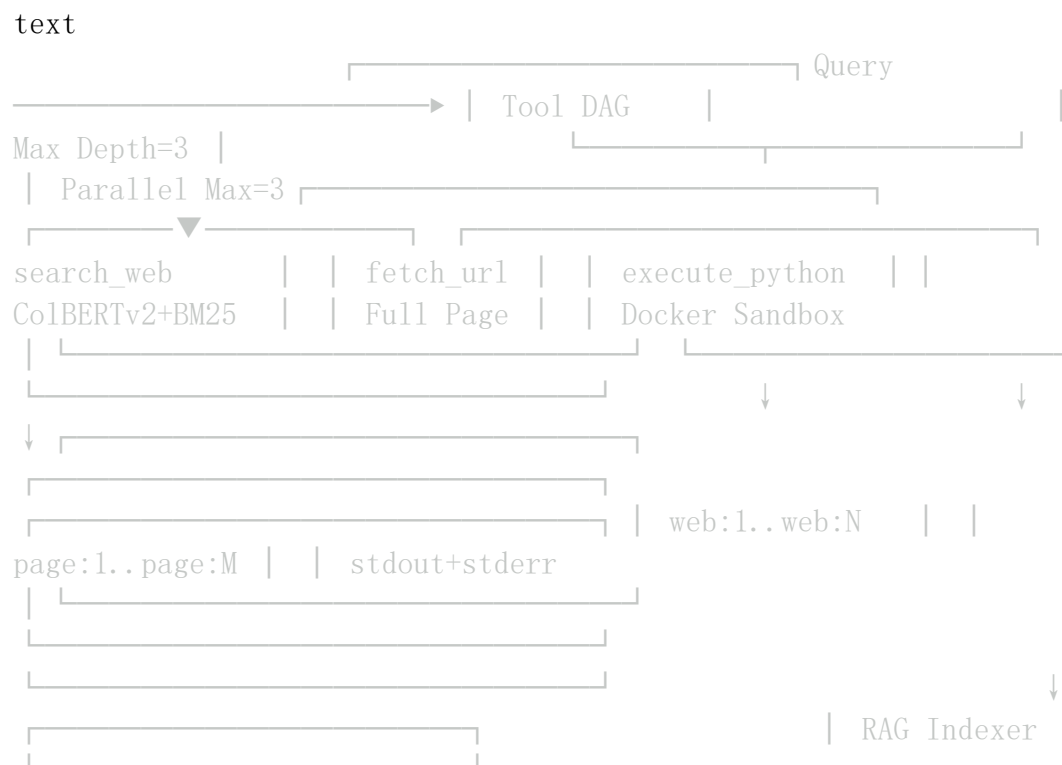 text
Query
Tool DAG
Max Depth=3
Parallel Max=3
search_web fetch_url execute_python
ColBERTv2+BM25 Full Page Docker Sandbox
web:1..web:N
page:1..page:M stdout+stderr
RAG Indexer